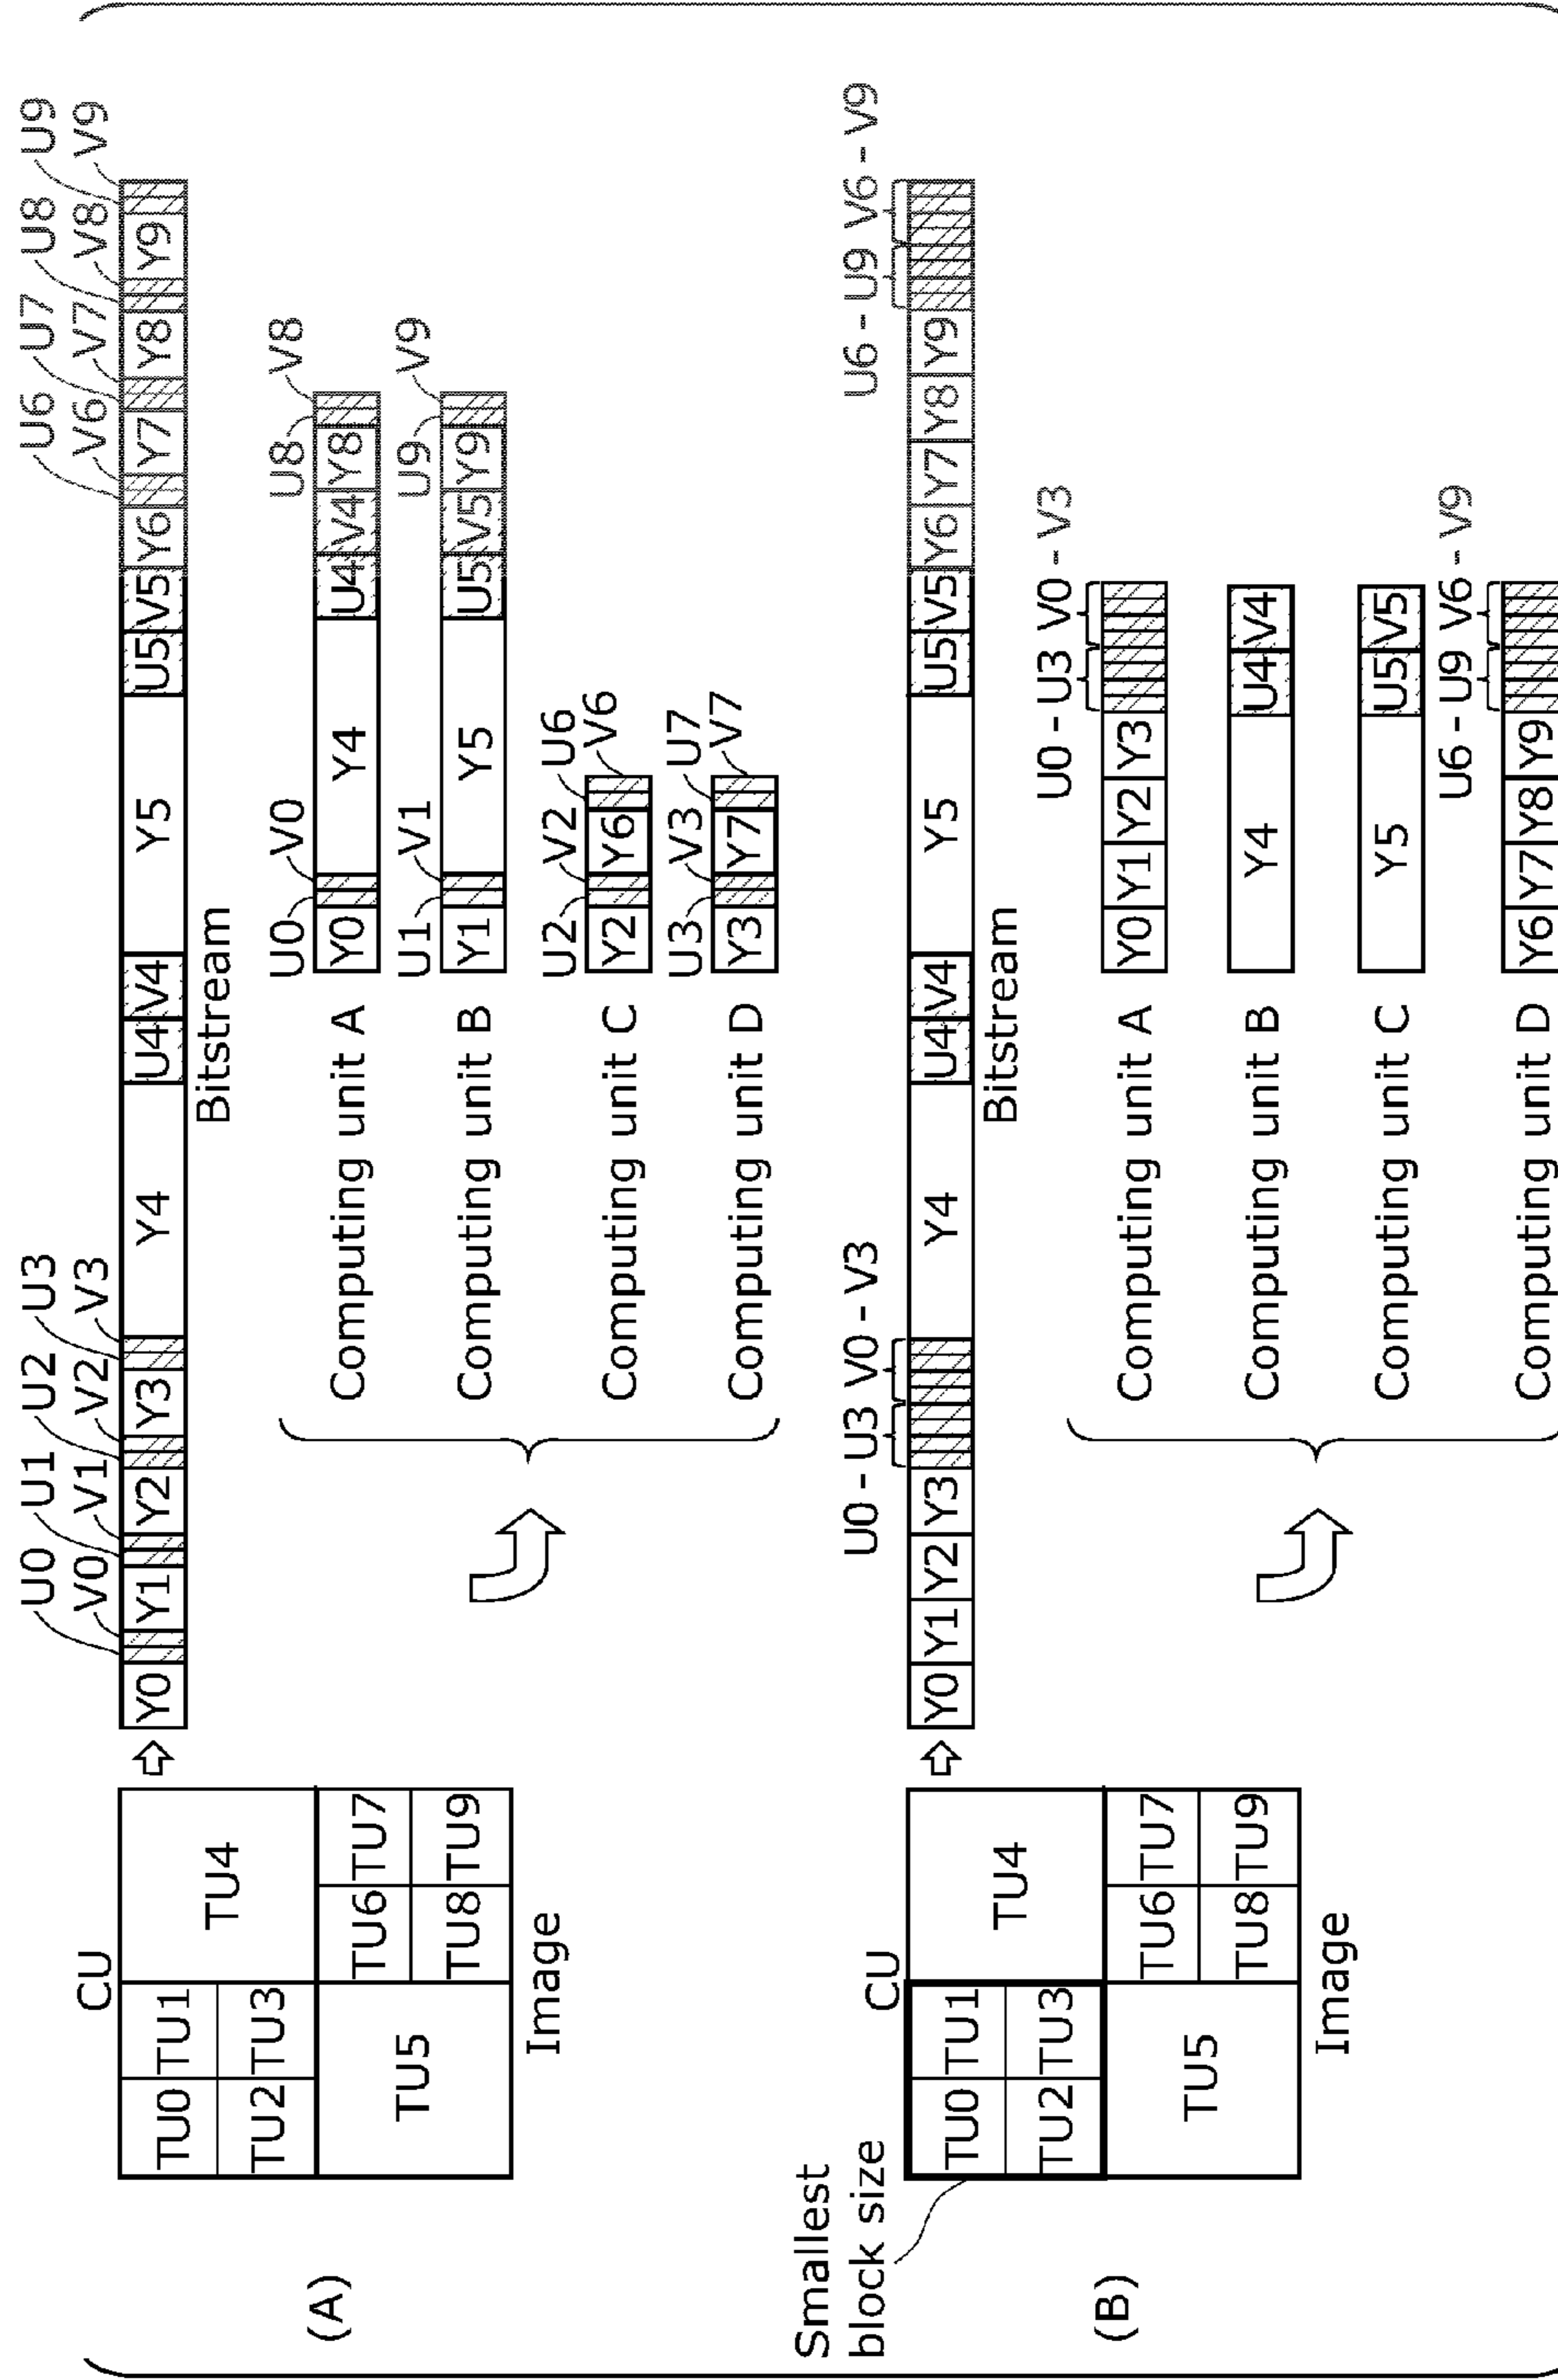 (A)
CU
TU0 TU1
TU2 TU3
TU4
TU5
TU6 TU7
TU8 TU9
Image
U0 U1 U2 U3 U6 U7 U8 U9
V0 V1 V2 V3 V6 V7 V8 V9
Y0 Y1 Y2 Y3 Y4 U4 V4 Y5 U5 V5 Y6 Y7 Y8 Y9
Bitstream
U0 V0 U8 V8
Computing unit A Y0 Y4 U4 V4 Y8
U1 V1 U9 V9
Computing unit B Y1 Y5 U5 V5 Y9
U2 V2 U6 V6
Computing unit C Y2 Y6
U3 V3 U7 V7
Computing unit D Y3 Y7
(B)
Smallest
block size
CU
TU0 TU1
TU2 TU3
TU4
TU5
TU6 TU7
TU8 TU9
Image
U0 - U3 V0 - V3 U6 - U9 V6 - V9
Y0 Y1 Y2 Y3 Y4 U4 V4 Y5 U5 V5 Y6 Y7 Y8 Y9
Bitstream
U0 - U3 V0 - V3
Computing unit A Y0 Y1 Y2 Y3
Computing unit B Y4 U4 V4
Computing unit C Y5 U5 V5
U6 - U9 V6 - V9
Computing unit D Y6 Y7 Y8 Y9